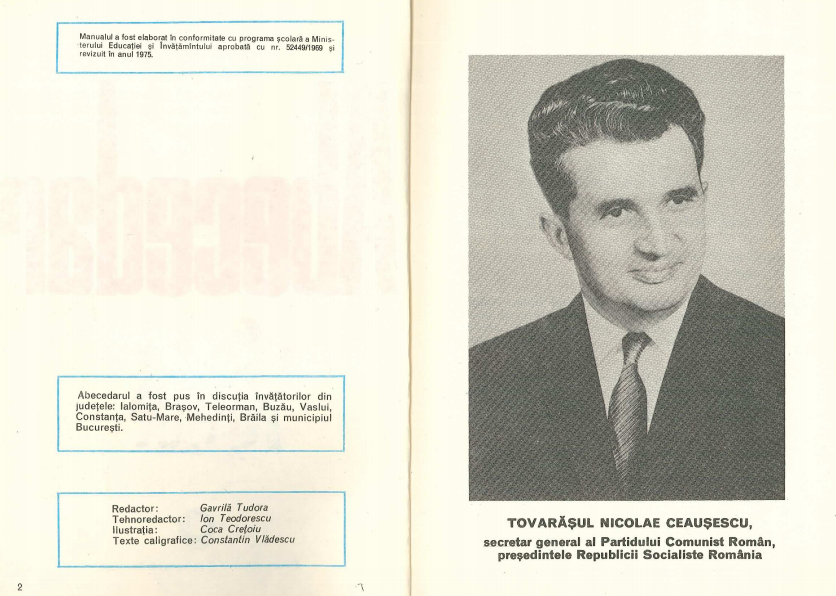 Manualul a fost elaborat în conformitate cu programa școlară a Minis-
terului Educației și Învățămîntului aprobată cu nr. 52449/1969 și
revizuit în anul 1975.
Abecedarul a fost pus în discuția învățătorilor din
județele: Ialomița, Brașov, Teleorman, Buzău, Vaslui,
Constanța, Satu-Mare, Mehedinți, Brăila și municipiul
București.
Redactor: Gavrilă Tudora
Tehnoredactor: Ion Teodorescu
Ilustrația: Coca Crețoiu
Texte caligrafice: Constantin Vlădescu
2
TOVARĂȘUL NICOLAE CEAUȘESCU,
secretar general al Partidului Comunist Român,
președintele Republicii Socialiste România